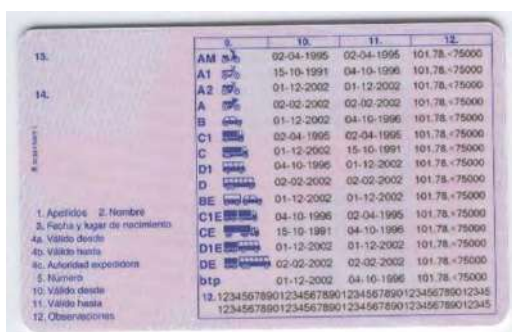 9. 10. 11. 12.
13.
AM 02-04-1995 02-04-1995 101.78.<75000
A1 15-10-1991 04-10-1996 101.78.<75000
14.
A2 01-12-2002 01-12-2002 101.78.<75000
A 02-02-2002 02-02-2002 101.78.<75000
B 01-12-2002 04-10-1996 101.78.<75000
C1 02-04-1995 02-04-1995 101.78.<75000
C 01-12-2002 15-10-1991 101.78.<75000
D1 04-10-1996 01-12-2002 101.78.<75000
D 02-02-2002 02-02-2002 101.78.<75000
BE 01-12-2002 01-12-2002 101.78.<75000
C1E 04-10-1996 02-04-1995 101.78.<75000
CE 15-10-1991 04-10-1996 101.78.<75000
D1E 01-12-2002 01-12-2002 101.78.<75000
DE 02-02-2002 02-02-2002 101.78.<75000
btp 01-12-2002 04-10-1996 101.78.<75000
12.12345678901234567890123456789012345
12345678901234567890123456789012345
1. Apellidos 2. Nombre
3. Fecha y lugar de nacimiento
4a. Válido desde
4b. Válido hasta
4c. Autoridad expedidora
5. Número
10. Válido desde
11. Válido hasta
12. Observaciones